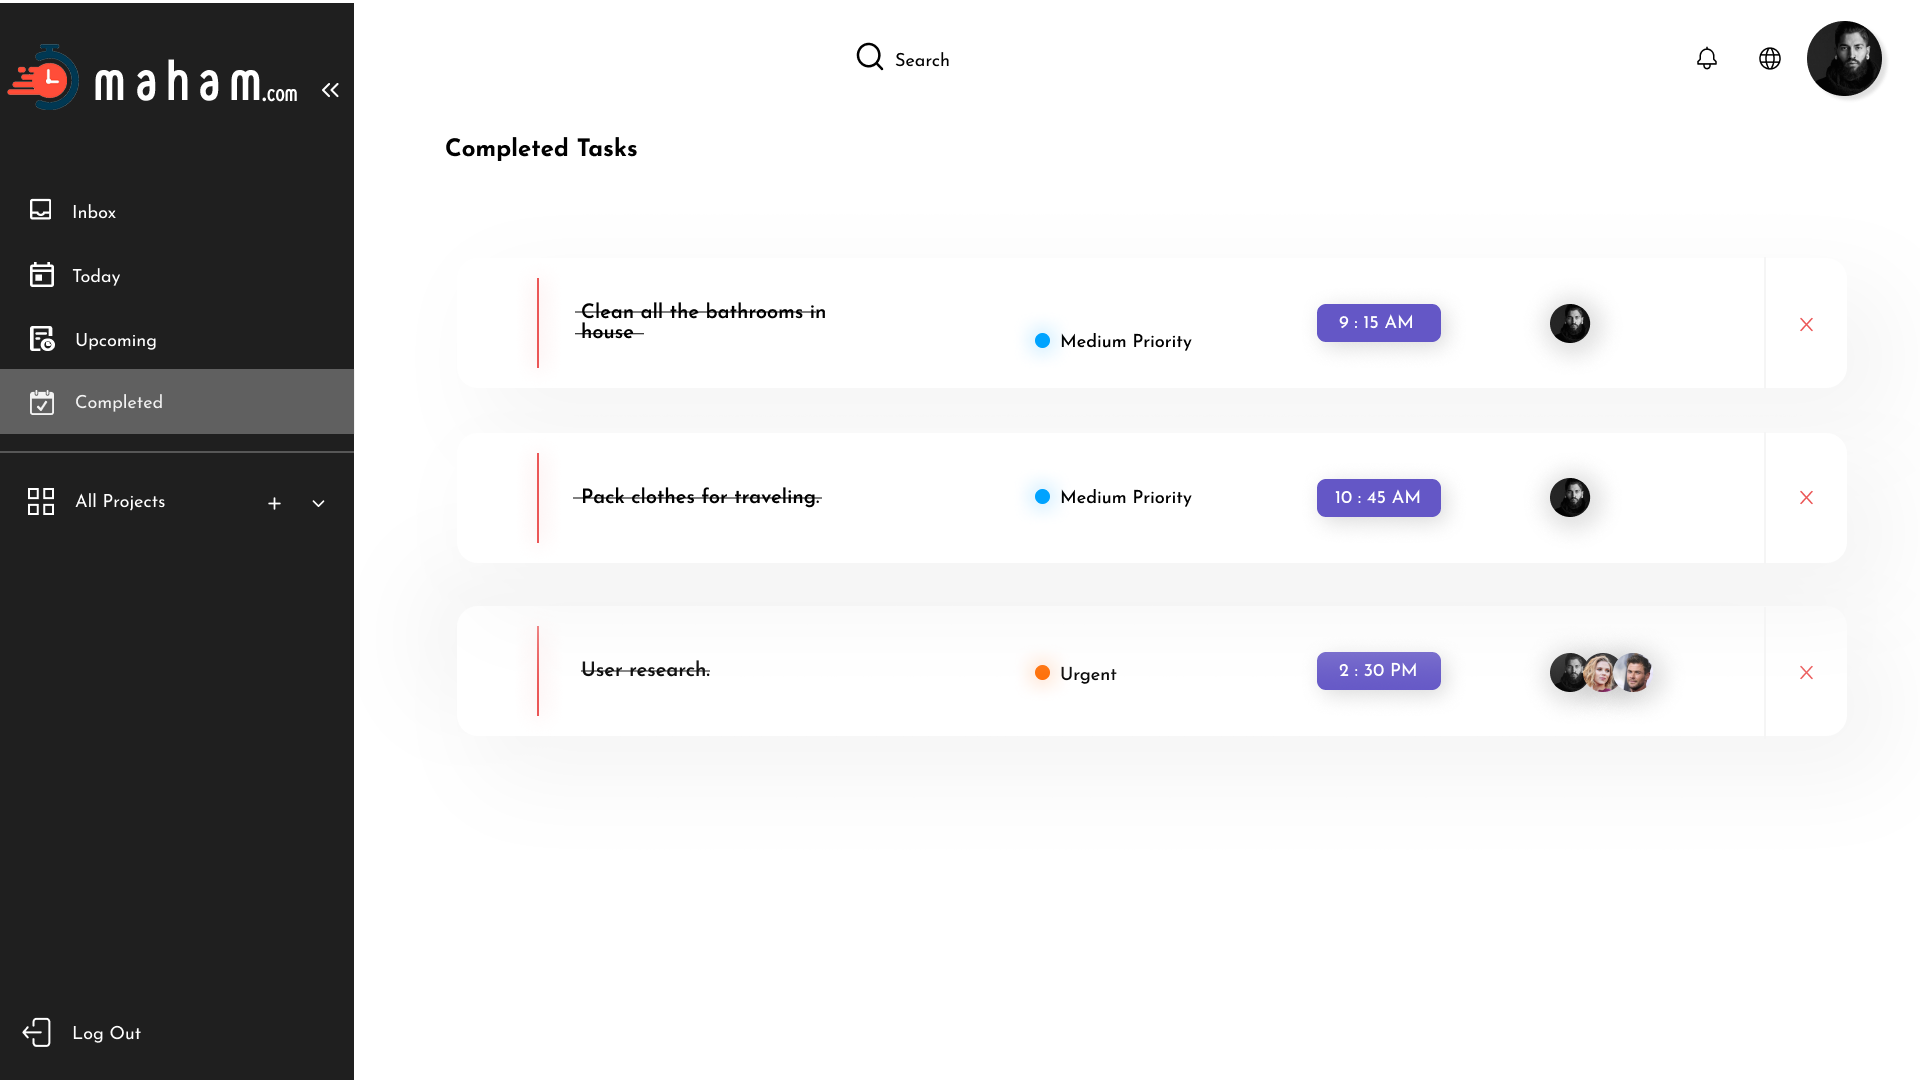 maham.com
Search
Completed Tasks
Inbox
Today
Upcoming
Completed
All Projects
Log Out
Clean all the bathrooms in
house
Medium Priority
9 : 15 AM
Pack clothes for traveling.
Medium Priority
10 : 45 AM
User research.
Urgent
2 : 30 PM